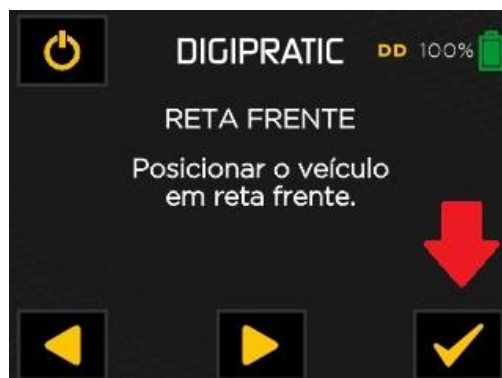 DIGIPRATIC DD 100%
RETA FRENTE
Posicionar o veículo
em reta frente.